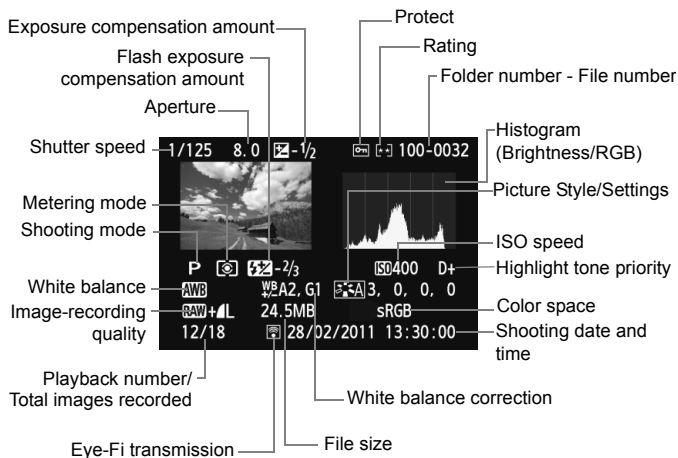 Exposure compensation amount
Flash exposure
compensation amount
Aperture
Shutter speed
Metering mode
Shooting mode
White balance
Image-recording
quality
Playback number/
Total images recorded
Eye-Fi transmission
File size
White balance correction
Protect
Rating
Folder number - File number
Histogram
(Brightness/RGB)
Picture Style/Settings
ISO speed
Highlight tone priority
Color space
Shooting date and
time
1/125 8.0 -1/2 100-0032
P -2/3 ISO 400 D+
AWB WB +/- A2, G1 A 3, 0, 0, 0
RAW+L 24.5MB sRGB
12/18 28/02/2011 13:30:00